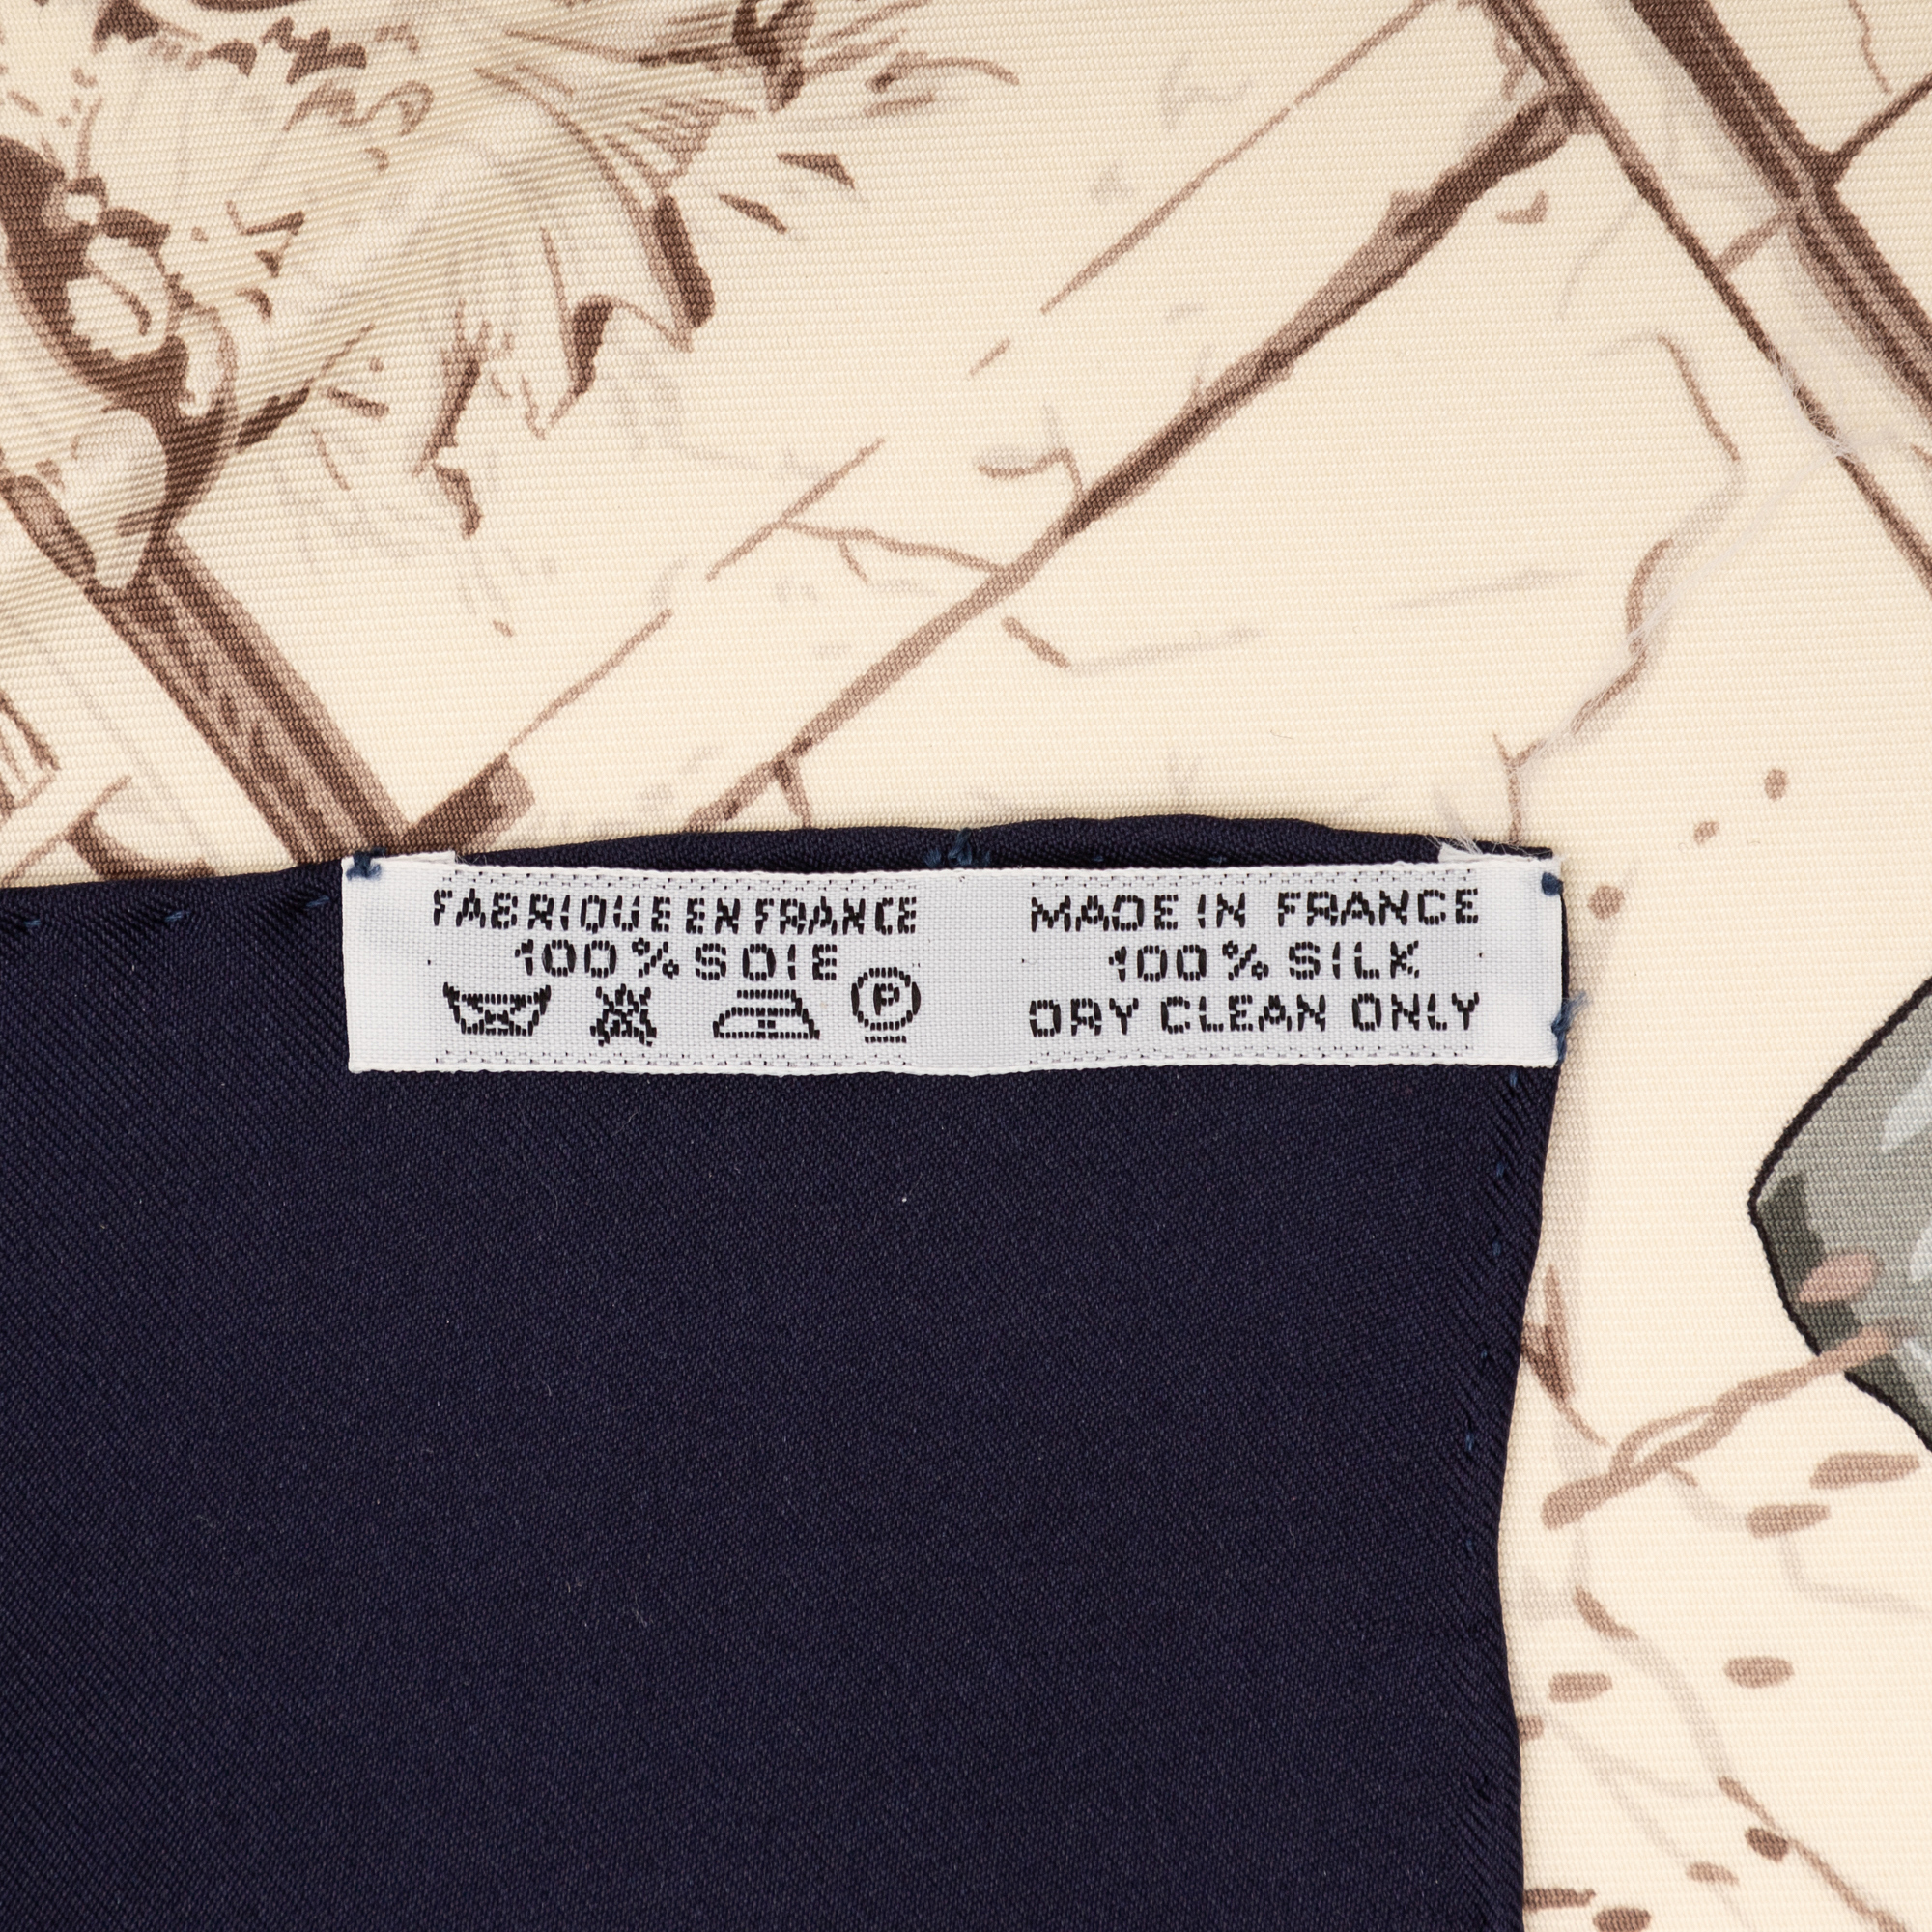 FABRIQUE EN FRANCE
100% SOIE
P
MADE IN FRANCE
100% SILK
DRY CLEAN ONLY